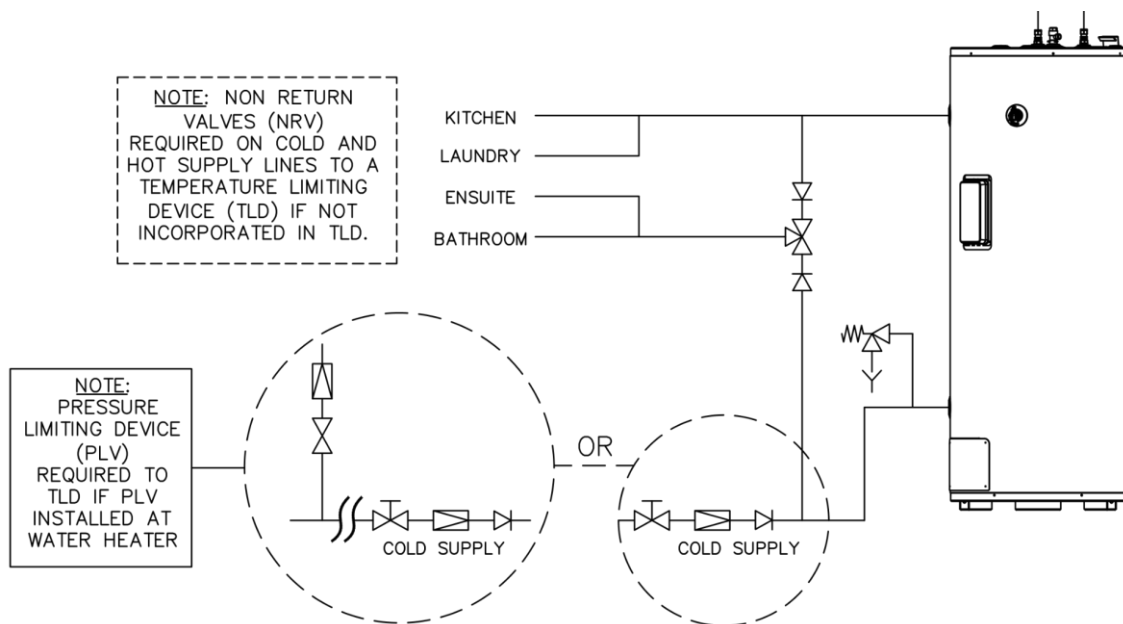 NOTE: NON RETURN
VALVES (NRV)
REQUIRED ON COLD AND
HOT SUPPLY LINES TO A
TEMPERATURE LIMITING
DEVICE (TLD) IF NOT
INCORPORATED IN TLD.
KITCHEN
LAUNDRY
ENSUITE
BATHROOM
NOTE:
PRESSURE
LIMITING DEVICE
(PLV)
REQUIRED TO
TLD IF PLV
INSTALLED AT
WATER HEATER
OR
COLD SUPPLY
COLD SUPPLY